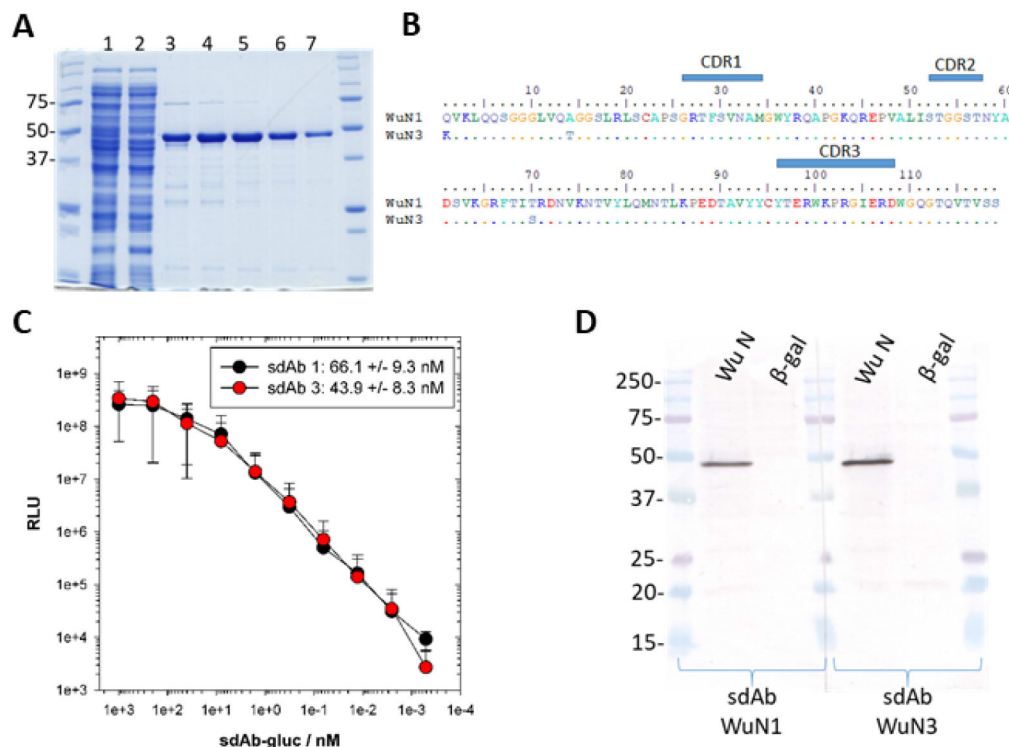 A
1 2 3 4 5 6 7
75-
50-
37-
B
CDR1 CDR2
10 20 30 40 50 60
WuN1 QVKLQQSGGGLVQAGGSLRLSCAPSGRTFSVNAMGWYRQAPGKQREPVALISTGGSTNYA
WuN3 K............T..............................................
CDR3
70 80 90 100 110
WuN1 DSVKGRFTITRDNVKNTVYLQMNTLKPEDTAVYYCYTERWKPRGIERDWGQGTQVTVSS
WuN3 .........S.................................................
C
sdAb 1: 66.1 +/- 9.3 nM
sdAb 3: 43.9 +/- 8.3 nM
1e+9
1e+8
1e+7
1e+6
1e+5
1e+4
1e+3
RLU
1e+3 1e+2 1e+1 1e+0 1e-1 1e-2 1e-3 1e-4
sdAb-gluc / nM
D
Wu N β-gal Wu N β-gal
250-
75-
50-
37-
25-
20-
15-
sdAb sdAb
WuN1 WuN3